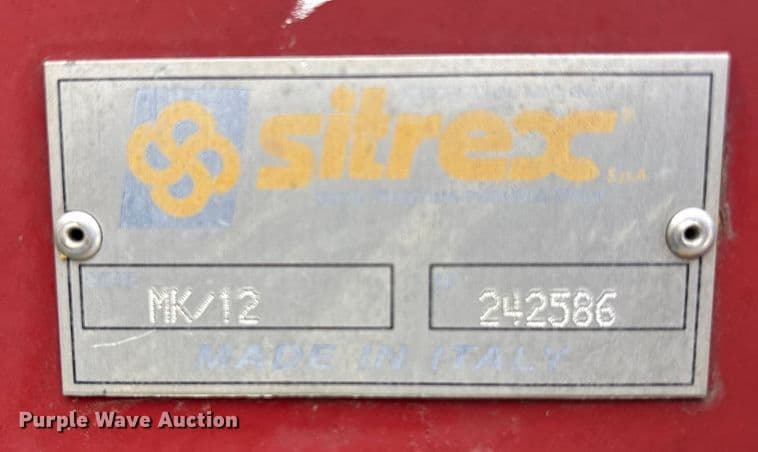 sitrex®
S.p.A.
MK/12
242586
MADE IN ITALY
Purple Wave Auction